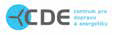 CDE centrum pro
dopravu
a energetiku